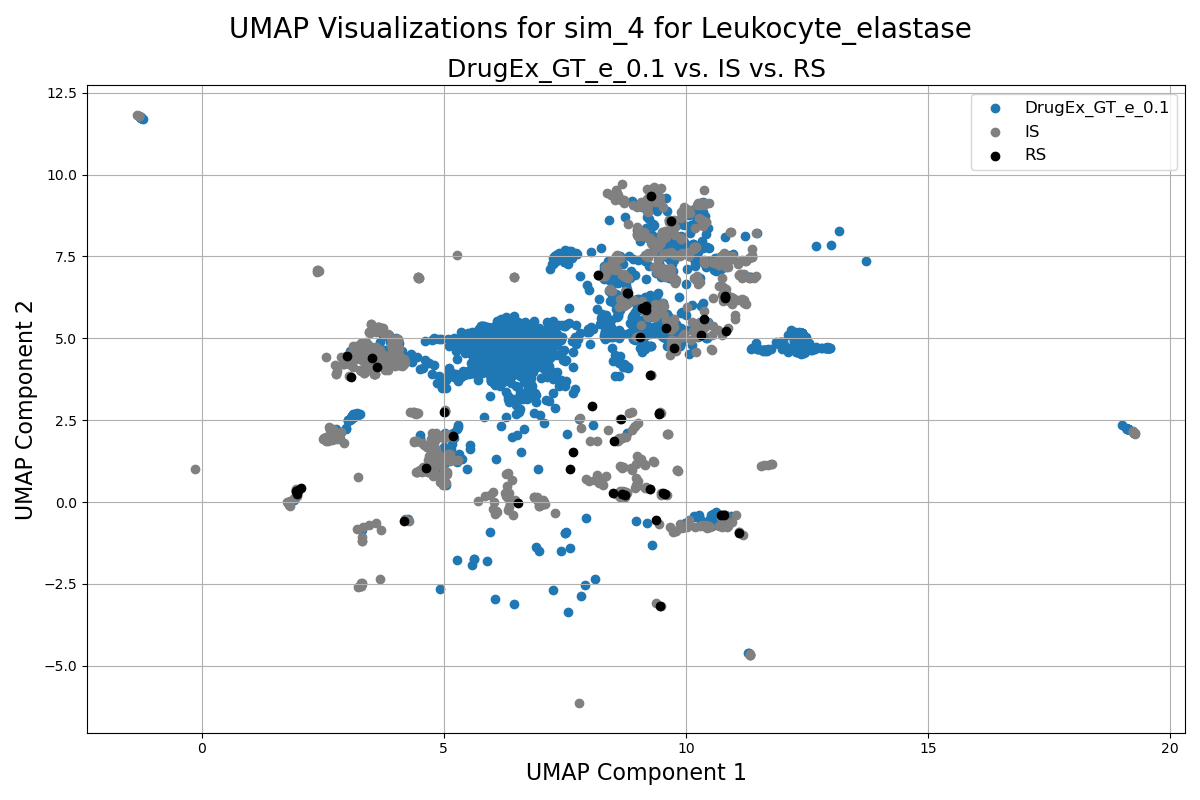 UMAP Visualizations for sim_4 for Leukocyte_elastase
DrugEx_GT_e_0.1 vs. IS vs. RS
DrugEx_GT_e_0.1
IS
RS
12.5
10.0
7.5
5.0
2.5
0.0
−2.5
−5.0
UMAP Component 2
0
5
10
15
20
UMAP Component 1